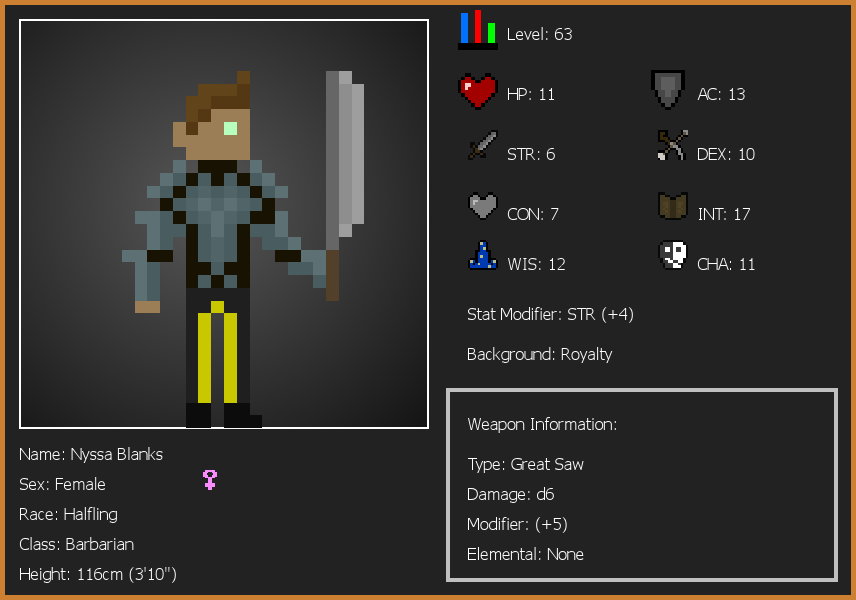 Level: 63
HP: 11
AC: 13
STR: 6
DEX: 10
CON: 7
INT: 17
WIS: 12
CHA: 11
Stat Modifier: STR (+4)
Background: Royalty
Weapon Information:
Type: Great Saw
Damage: d6
Modifier: (+5)
Elemental: None
Name: Nyssa Blanks
Sex: Female
Race: Halfling
Class: Barbarian
Height: 116cm (3'10")